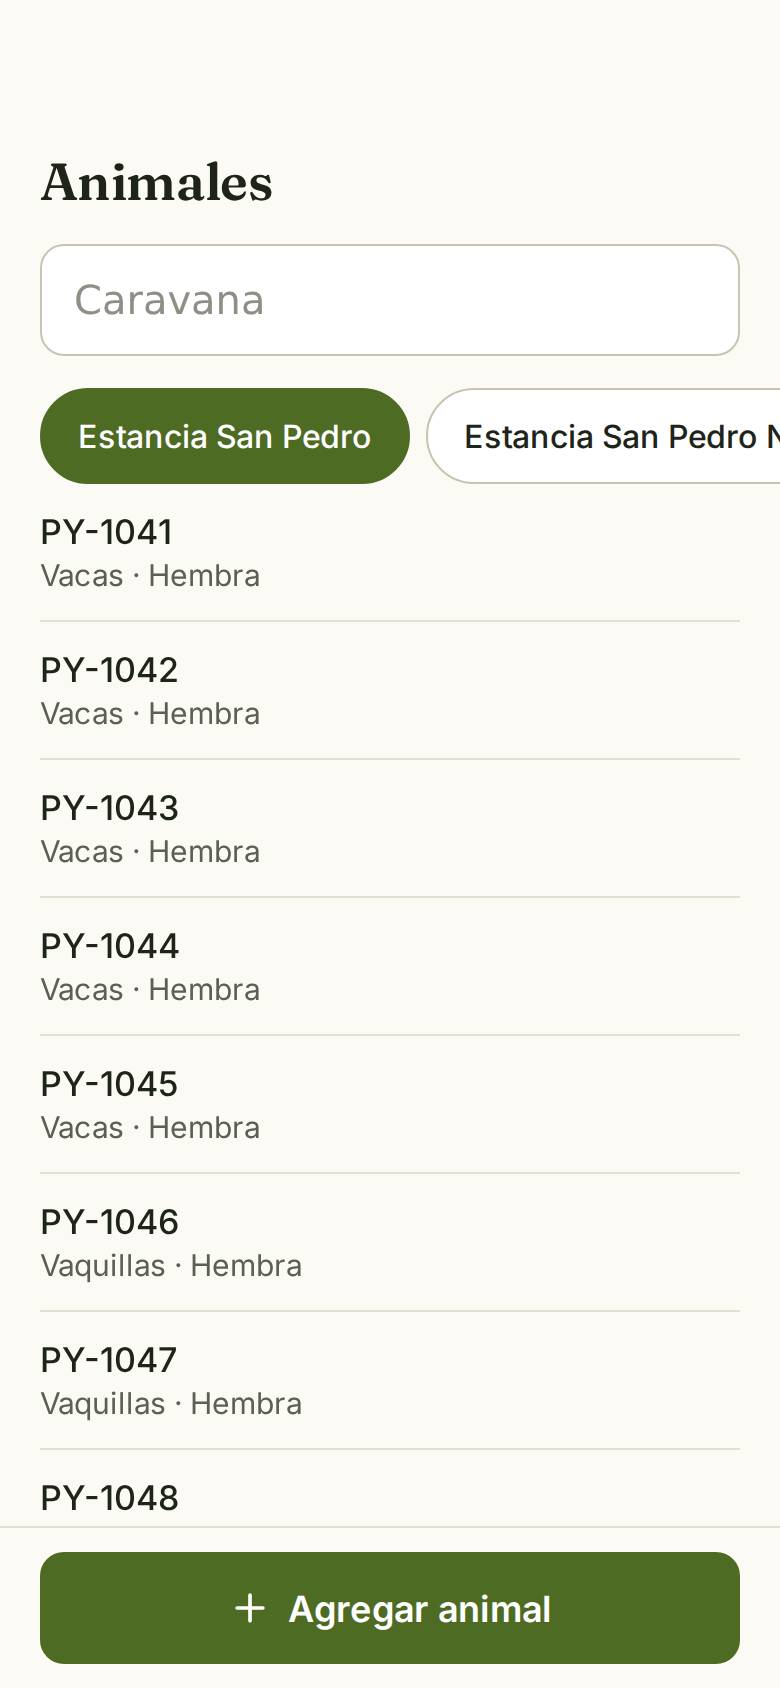 Animales
Caravana
Estancia San Pedro
Estancia San Pedro
PY-1041
Vacas · Hembra
PY-1042
Vacas · Hembra
PY-1043
Vacas · Hembra
PY-1044
Vacas · Hembra
PY-1045
Vacas · Hembra
PY-1046
Vaquillas · Hembra
PY-1047
Vaquillas · Hembra
PY-1048
Agregar animal